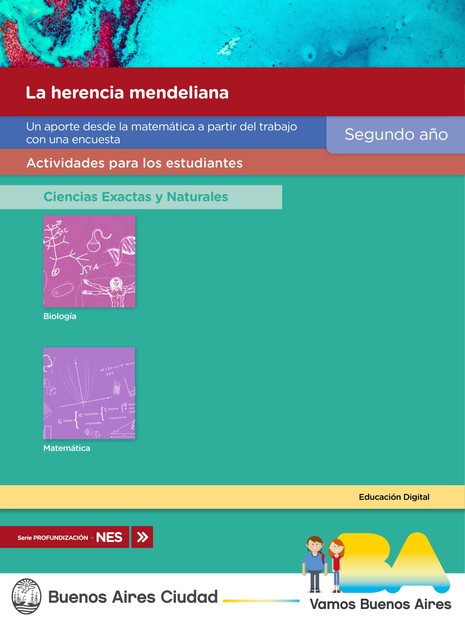 La herencia mendeliana
Un aporte desde la matemática a partir del trabajo
con una encuesta
Segundo año
Actividades para los estudiantes
Ciencias Exactas y Naturales
Biología
Matemática
Educación Digital
Serie PROFUNDIZACIÓN · NES
BA
Buenos Aires Ciudad
Vamos Buenos Aires